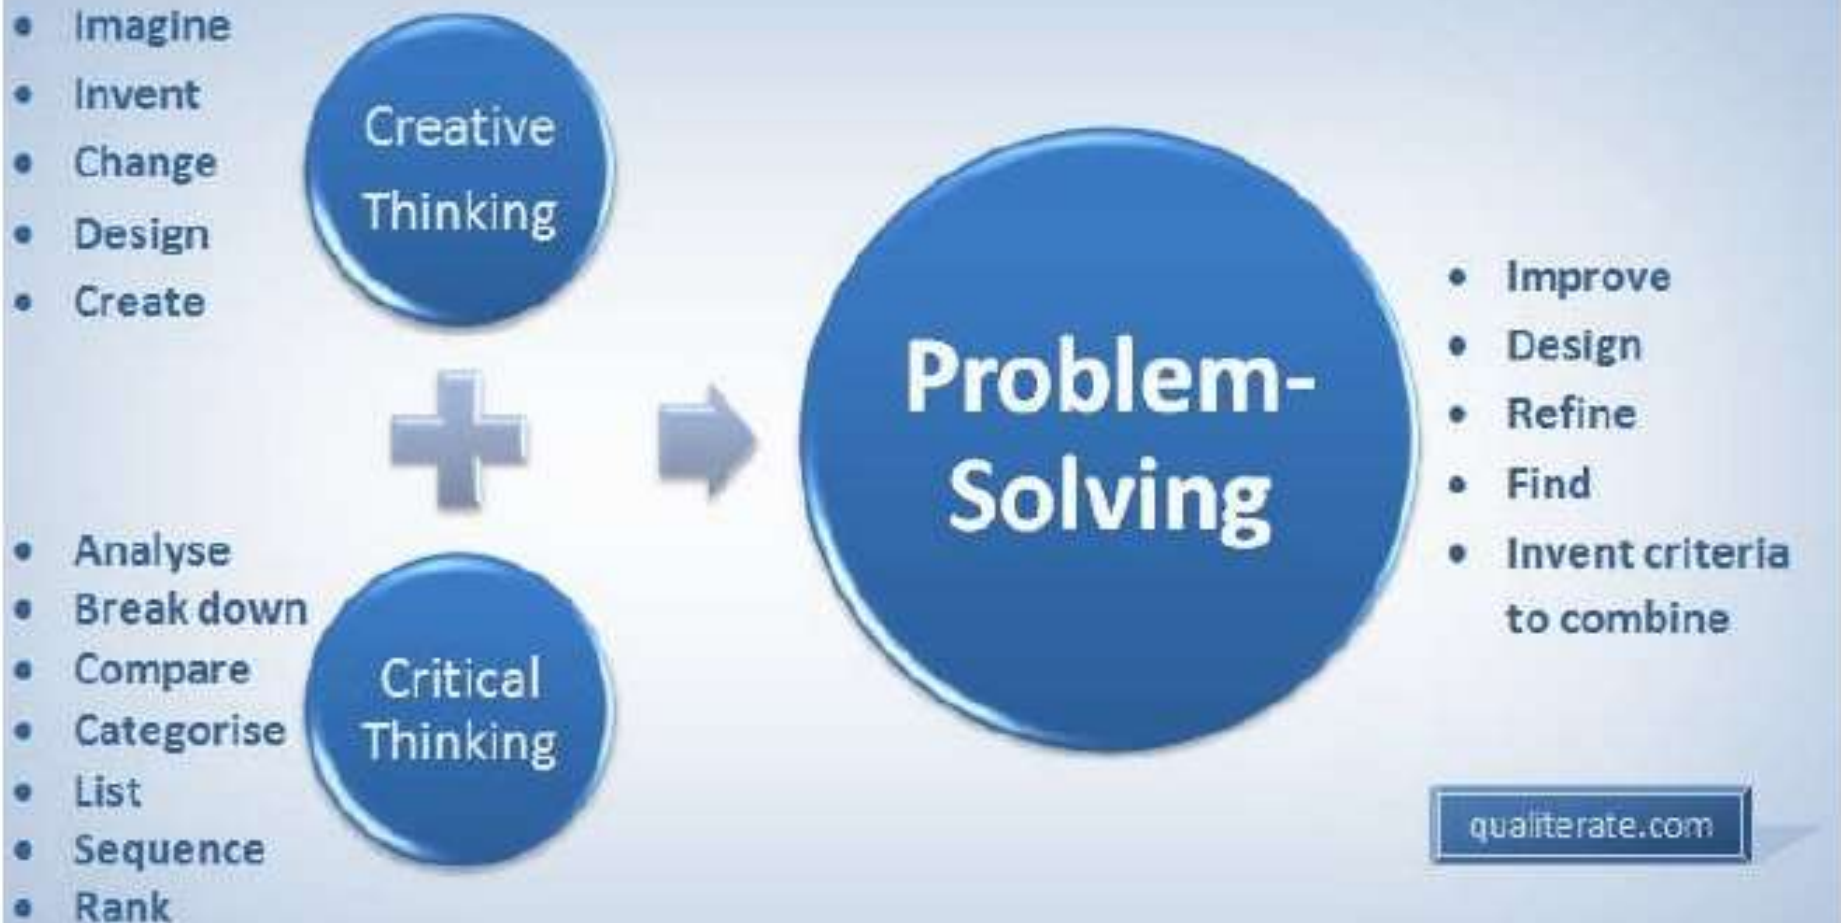 Imagine
Invent
Change
Design
Create
Creative
Thinking
Analyse
Break down
Compare
Categorise
List
Sequence
Rank
Critical
Thinking
Problem-
Solving
Improve
Design
Refine
Find
Invent criteria
to combine
qualiterate.com